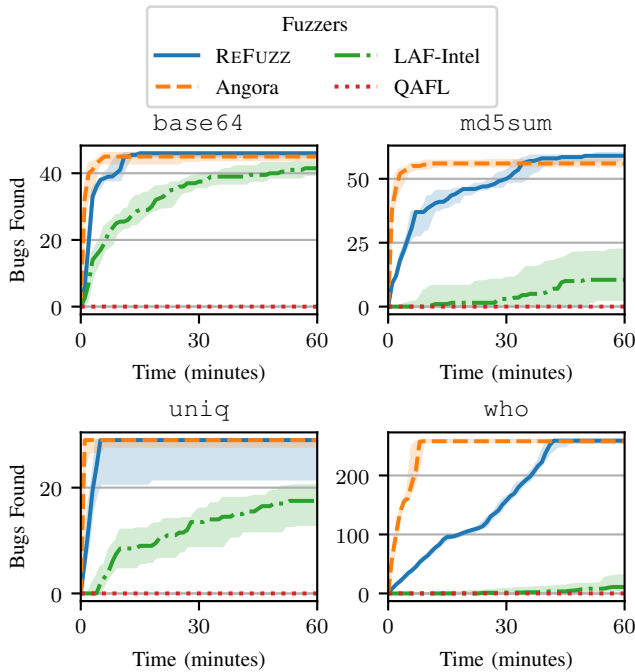 Fuzzers
REFUZZ
LAF-Intel
Angora
QAFL
base64
md5sum
Bugs Found
40
20
0
50
25
0
0
30
60
0
30
60
Time (minutes)
Time (minutes)
uniq
who
Bugs Found
20
0
200
100
0
0
30
60
0
30
60
Time (minutes)
Time (minutes)